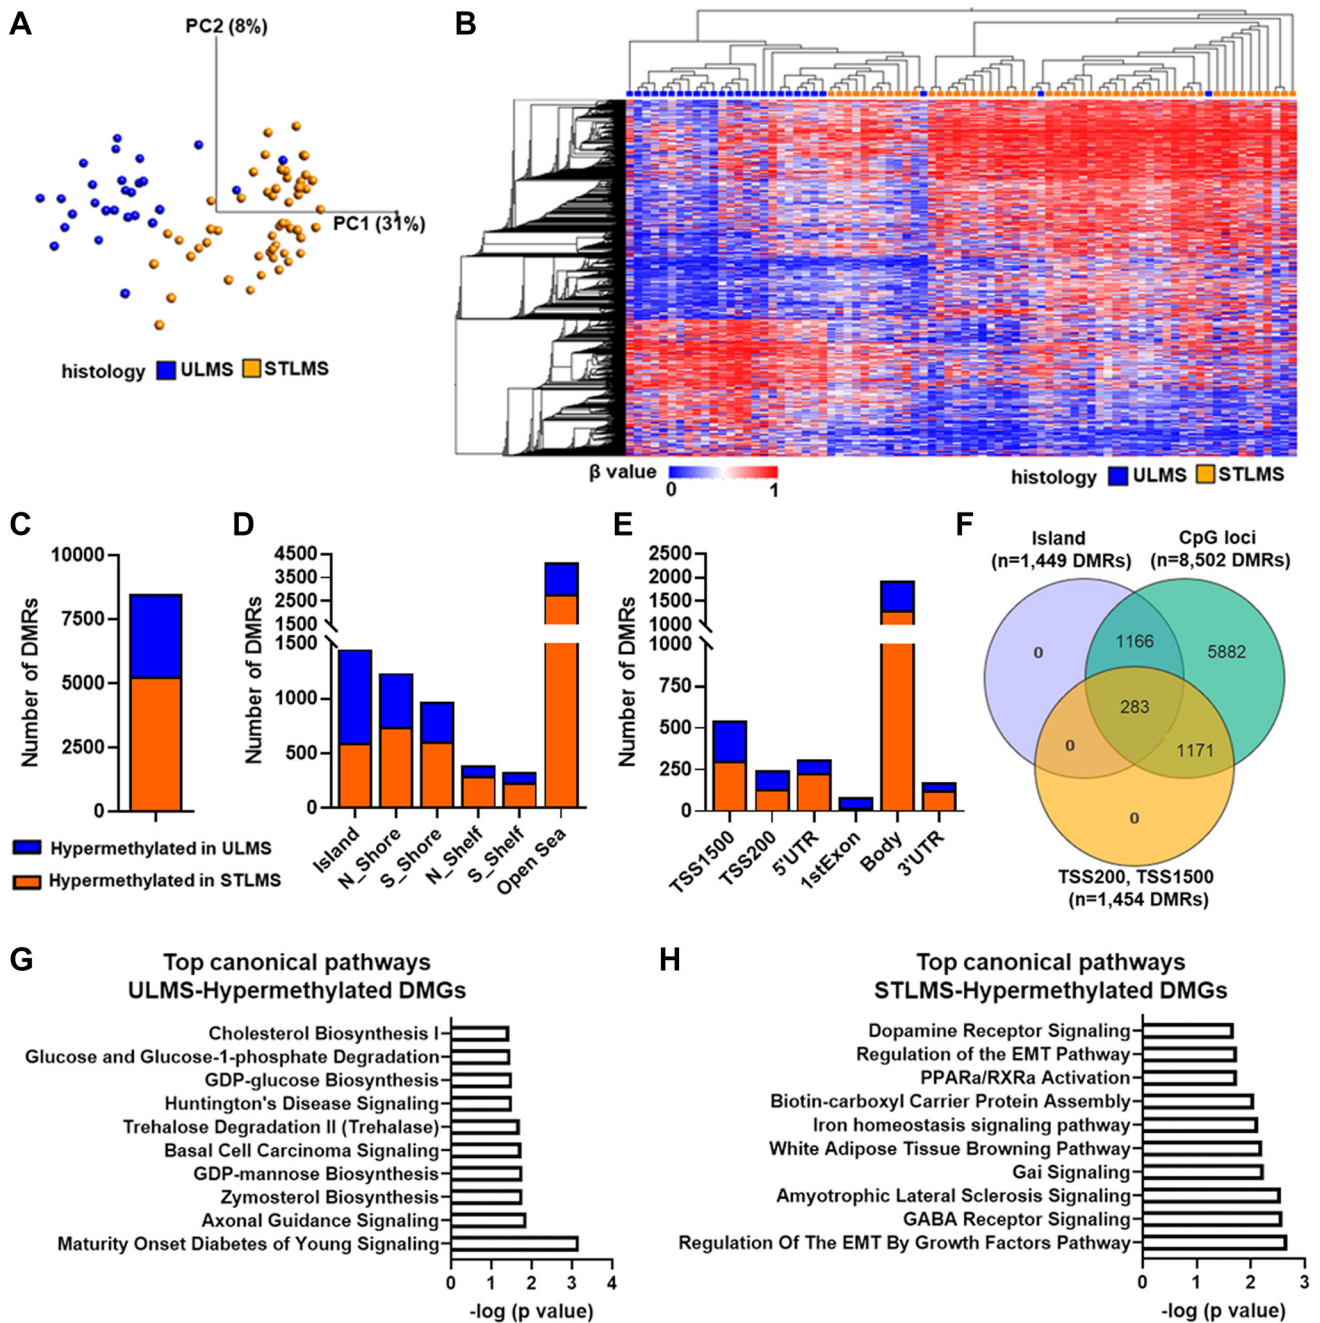 A
PC2 (8%)
PC1 (31%)
histology ULMS STLMS
B
β value
0 1
histology ULMS STLMS
C
Number of DMRs
10000
7500
5000
2500
0
Hypermethylated in ULMS
Hypermethylated in STLMS
D
Number of DMRs
4500
3500
2500
1500
1500
1000
500
0
Island
N_Shore
S_Shore
N_Shelf
S_Shelf
Open Sea
E
Number of DMRs
2500
2000
1500
1000
1000
750
500
250
0
TSS1500
TSS200
5'UTR
1stExon
Body
3'UTR
F
Island
(n=1,449 DMRs)
CpG loci
(n=8,502 DMRs)
0
1166
5882
283
0
1171
0
TSS200, TSS1500
(n=1,454 DMRs)
G
Top canonical pathways
ULMS-Hypermethylated DMGs
Cholesterol Biosynthesis I
Glucose and Glucose-1-phosphate Degradation
GDP-glucose Biosynthesis
Huntington's Disease Signaling
Trehalose Degradation II (Trehalase)
Basal Cell Carcinoma Signaling
GDP-mannose Biosynthesis
Zymosterol Biosynthesis
Axonal Guidance Signaling
Maturity Onset Diabetes of Young Signaling
0 1 2 3 4
-log (p value)
H
Top canonical pathways
STLMS-Hypermethylated DMGs
Dopamine Receptor Signaling
Regulation of the EMT Pathway
PPARa/RXRa Activation
Biotin-carboxyl Carrier Protein Assembly
Iron homeostasis signaling pathway
White Adipose Tissue Browning Pathway
Gai Signaling
Amyotrophic Lateral Sclerosis Signaling
GABA Receptor Signaling
Regulation Of The EMT By Growth Factors Pathway
0 1 2 3
-log (p value)